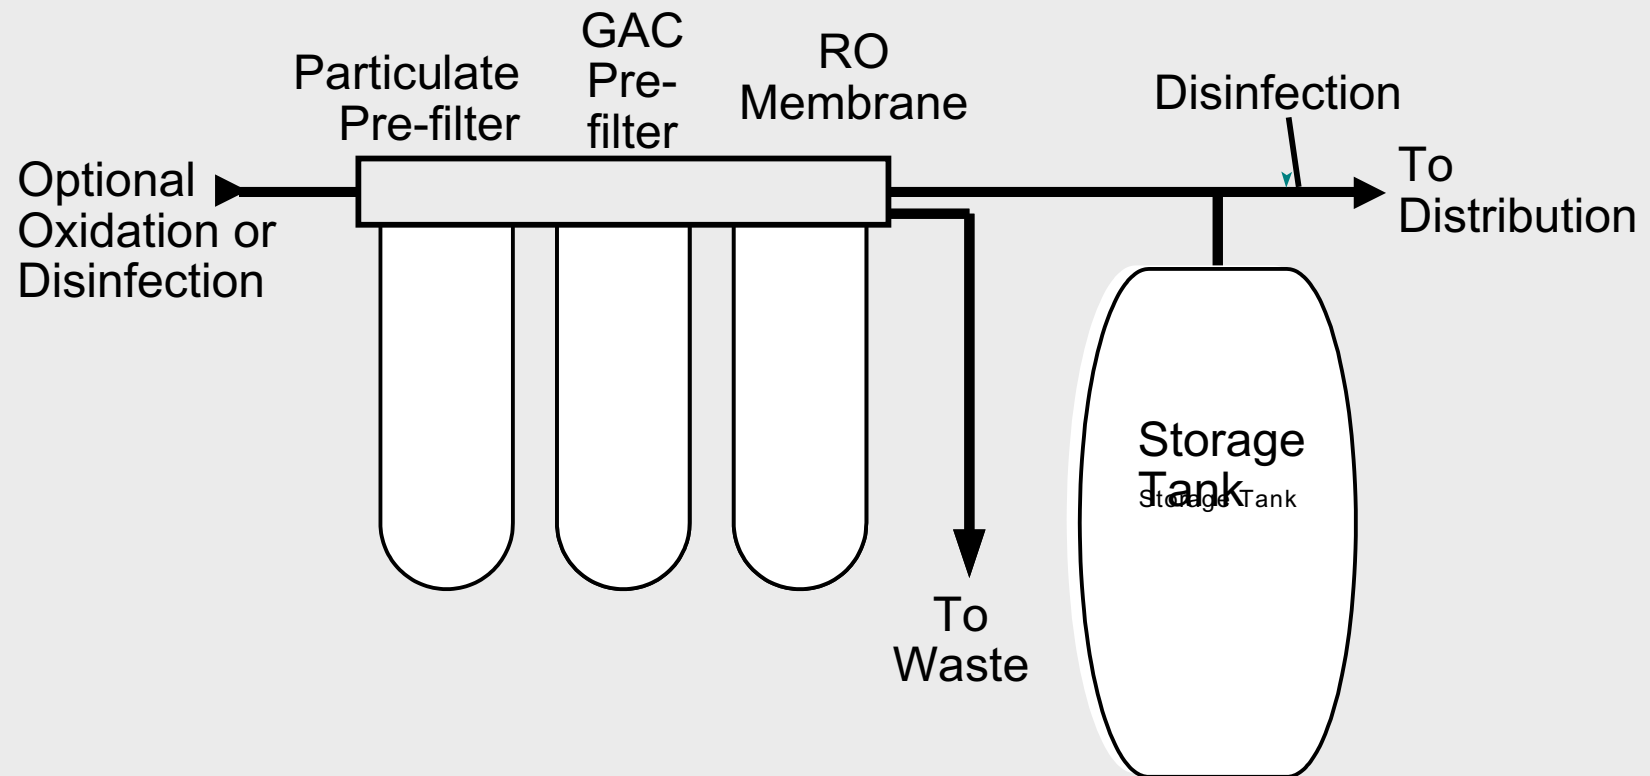 Particulate
Pre-filter
GAC
Pre-
filter
RO
Membrane
Disinfection
Optional
Oxidation or
Disinfection
To
Distribution
Storage
Tank
Storage Tank
To
Waste